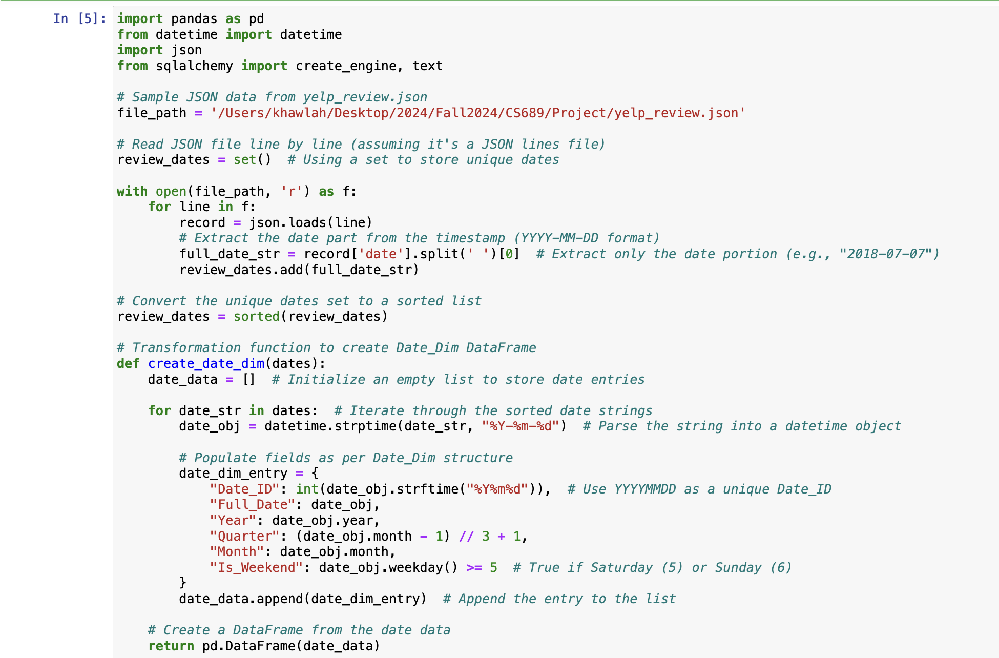 In [5]: import pandas as pd
from datetime import datetime
import json
from sqlalchemy import create_engine, text

# Sample JSON data from yelp_review.json
file_path = '/Users/khawlah/Desktop/2024/Fall2024/CS689/Project/yelp_review.json'

# Read JSON file line by line (assuming it's a JSON lines file)
review_dates = set()  # Using a set to store unique dates

with open(file_path, 'r') as f:
    for line in f:
        record = json.loads(line)
        # Extract the date part from the timestamp (YYYY-MM-DD format)
        full_date_str = record['date'].split(' ')[0]  # Extract only the date portion (e.g., "2018-07-07")
        review_dates.add(full_date_str)

# Convert the unique dates set to a sorted list
review_dates = sorted(review_dates)

# Transformation function to create Date_Dim DataFrame
def create_date_dim(dates):
    date_data = []  # Initialize an empty list to store date entries

    for date_str in dates:  # Iterate through the sorted date strings
        date_obj = datetime.strptime(date_str, "%Y-%m-%d")  # Parse the string into a datetime object

        # Populate fields as per Date_Dim structure
        date_dim_entry = {
            "Date_ID": int(date_obj.strftime("%Y%m%d")),  # Use YYYYMMDD as a unique Date_ID
            "Full_Date": date_obj,
            "Year": date_obj.year,
            "Quarter": (date_obj.month - 1) // 3 + 1,
            "Month": date_obj.month,
            "Is_Weekend": date_obj.weekday() >= 5  # True if Saturday (5) or Sunday (6)
        }
        date_data.append(date_dim_entry)  # Append the entry to the list

    # Create a DataFrame from the date data
    return pd.DataFrame(date_data)